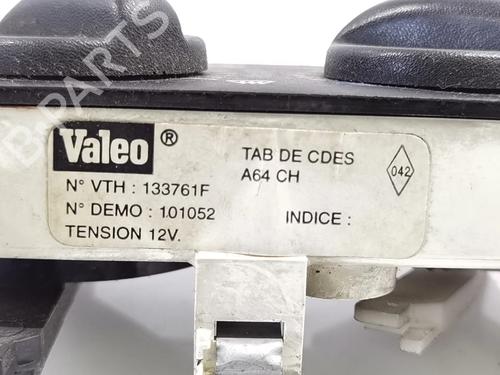 Valeo ®
TAB DE CDES
A64 CH
042
N° VTH : 133761F
N° DEMO : 101052
INDICE :
TENSION 12V.
B-PARTS